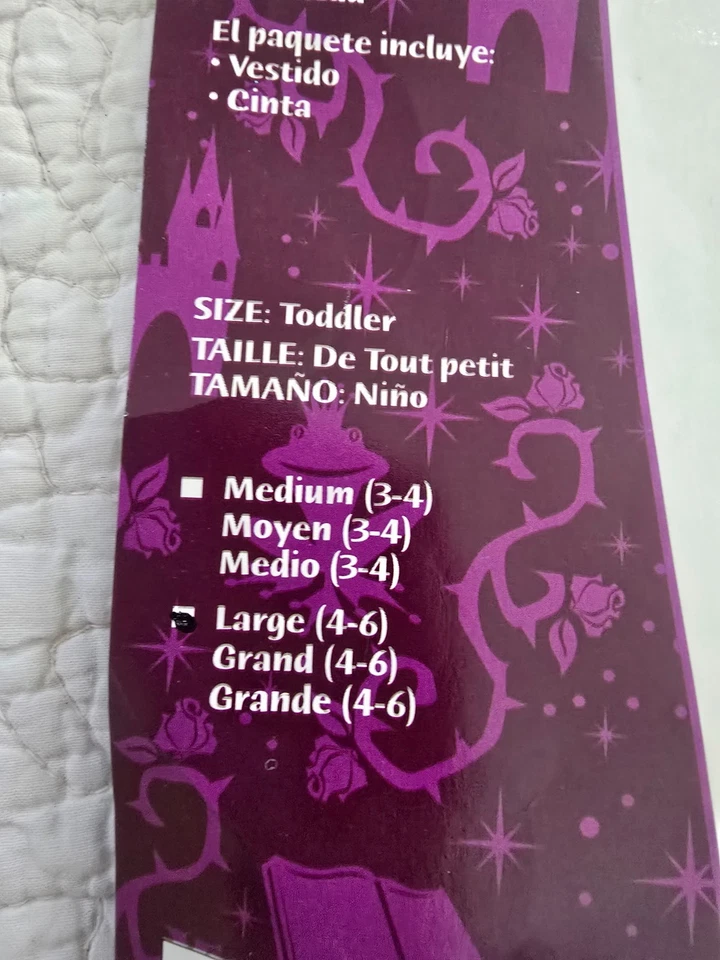 El paquete incluye:
• Vestido
• Cinta
SIZE: Toddler
TAILLE: De Tout petit
TAMAÑO: Niño
Medium (3-4)
Moyen (3-4)
Medio (3-4)
Large (4-6)
Grand (4-6)
Grande (4-6)